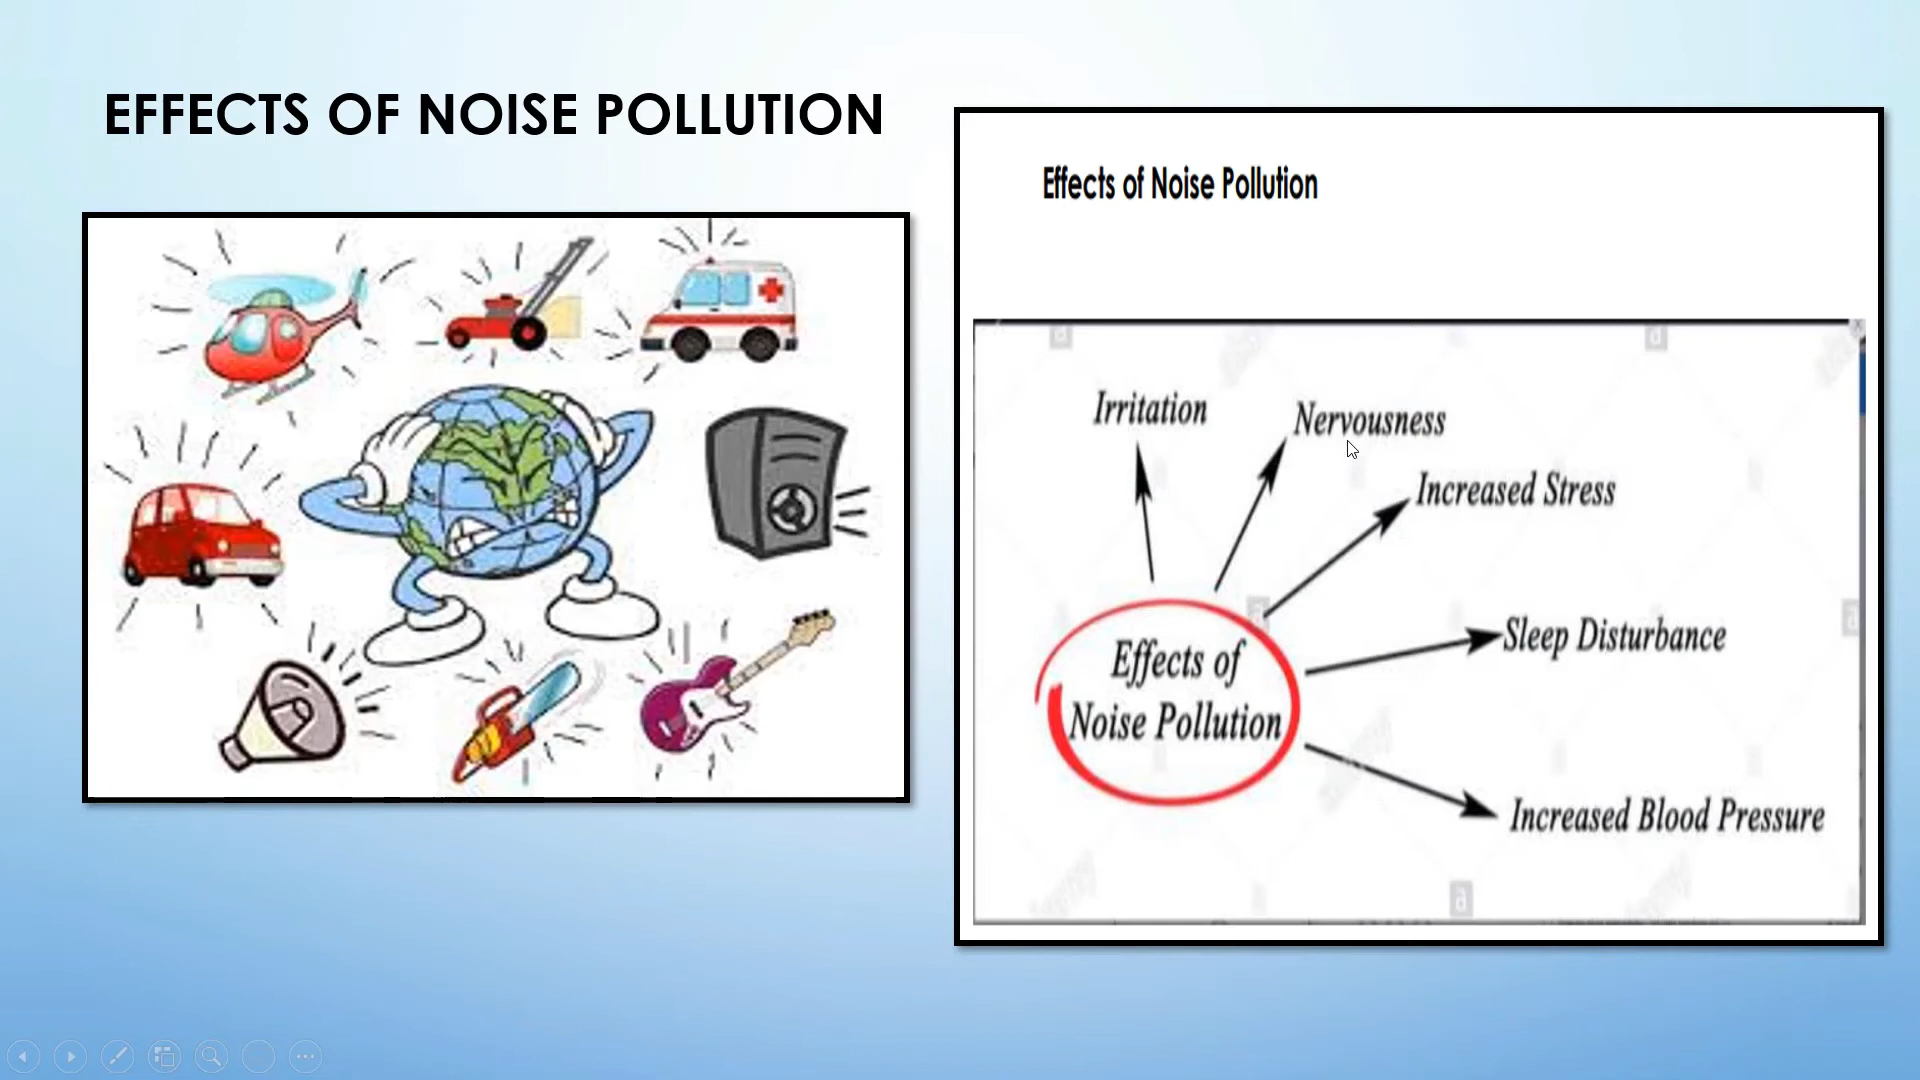 EFFECTS OF NOISE POLLUTION
Effects of Noise Pollution
Irritation
Nervousness
Increased Stress
Sleep Disturbance
Effects of
Noise Pollution
Increased Blood Pressure